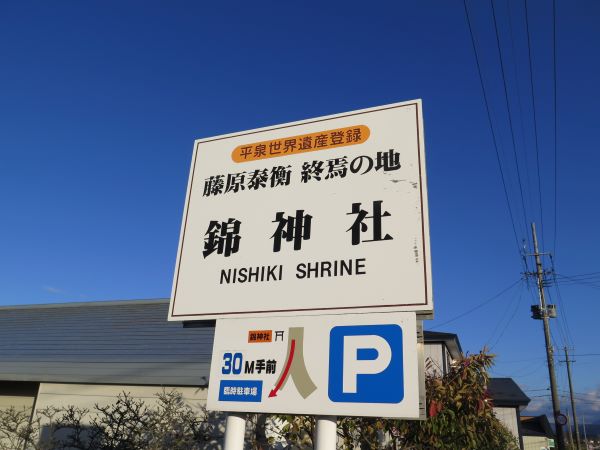 平泉世界遺産登録
藤原泰衡 終焉の地
錦神社
NISHIKI SHRINE
錦神社
30M手前
臨時駐車場
P